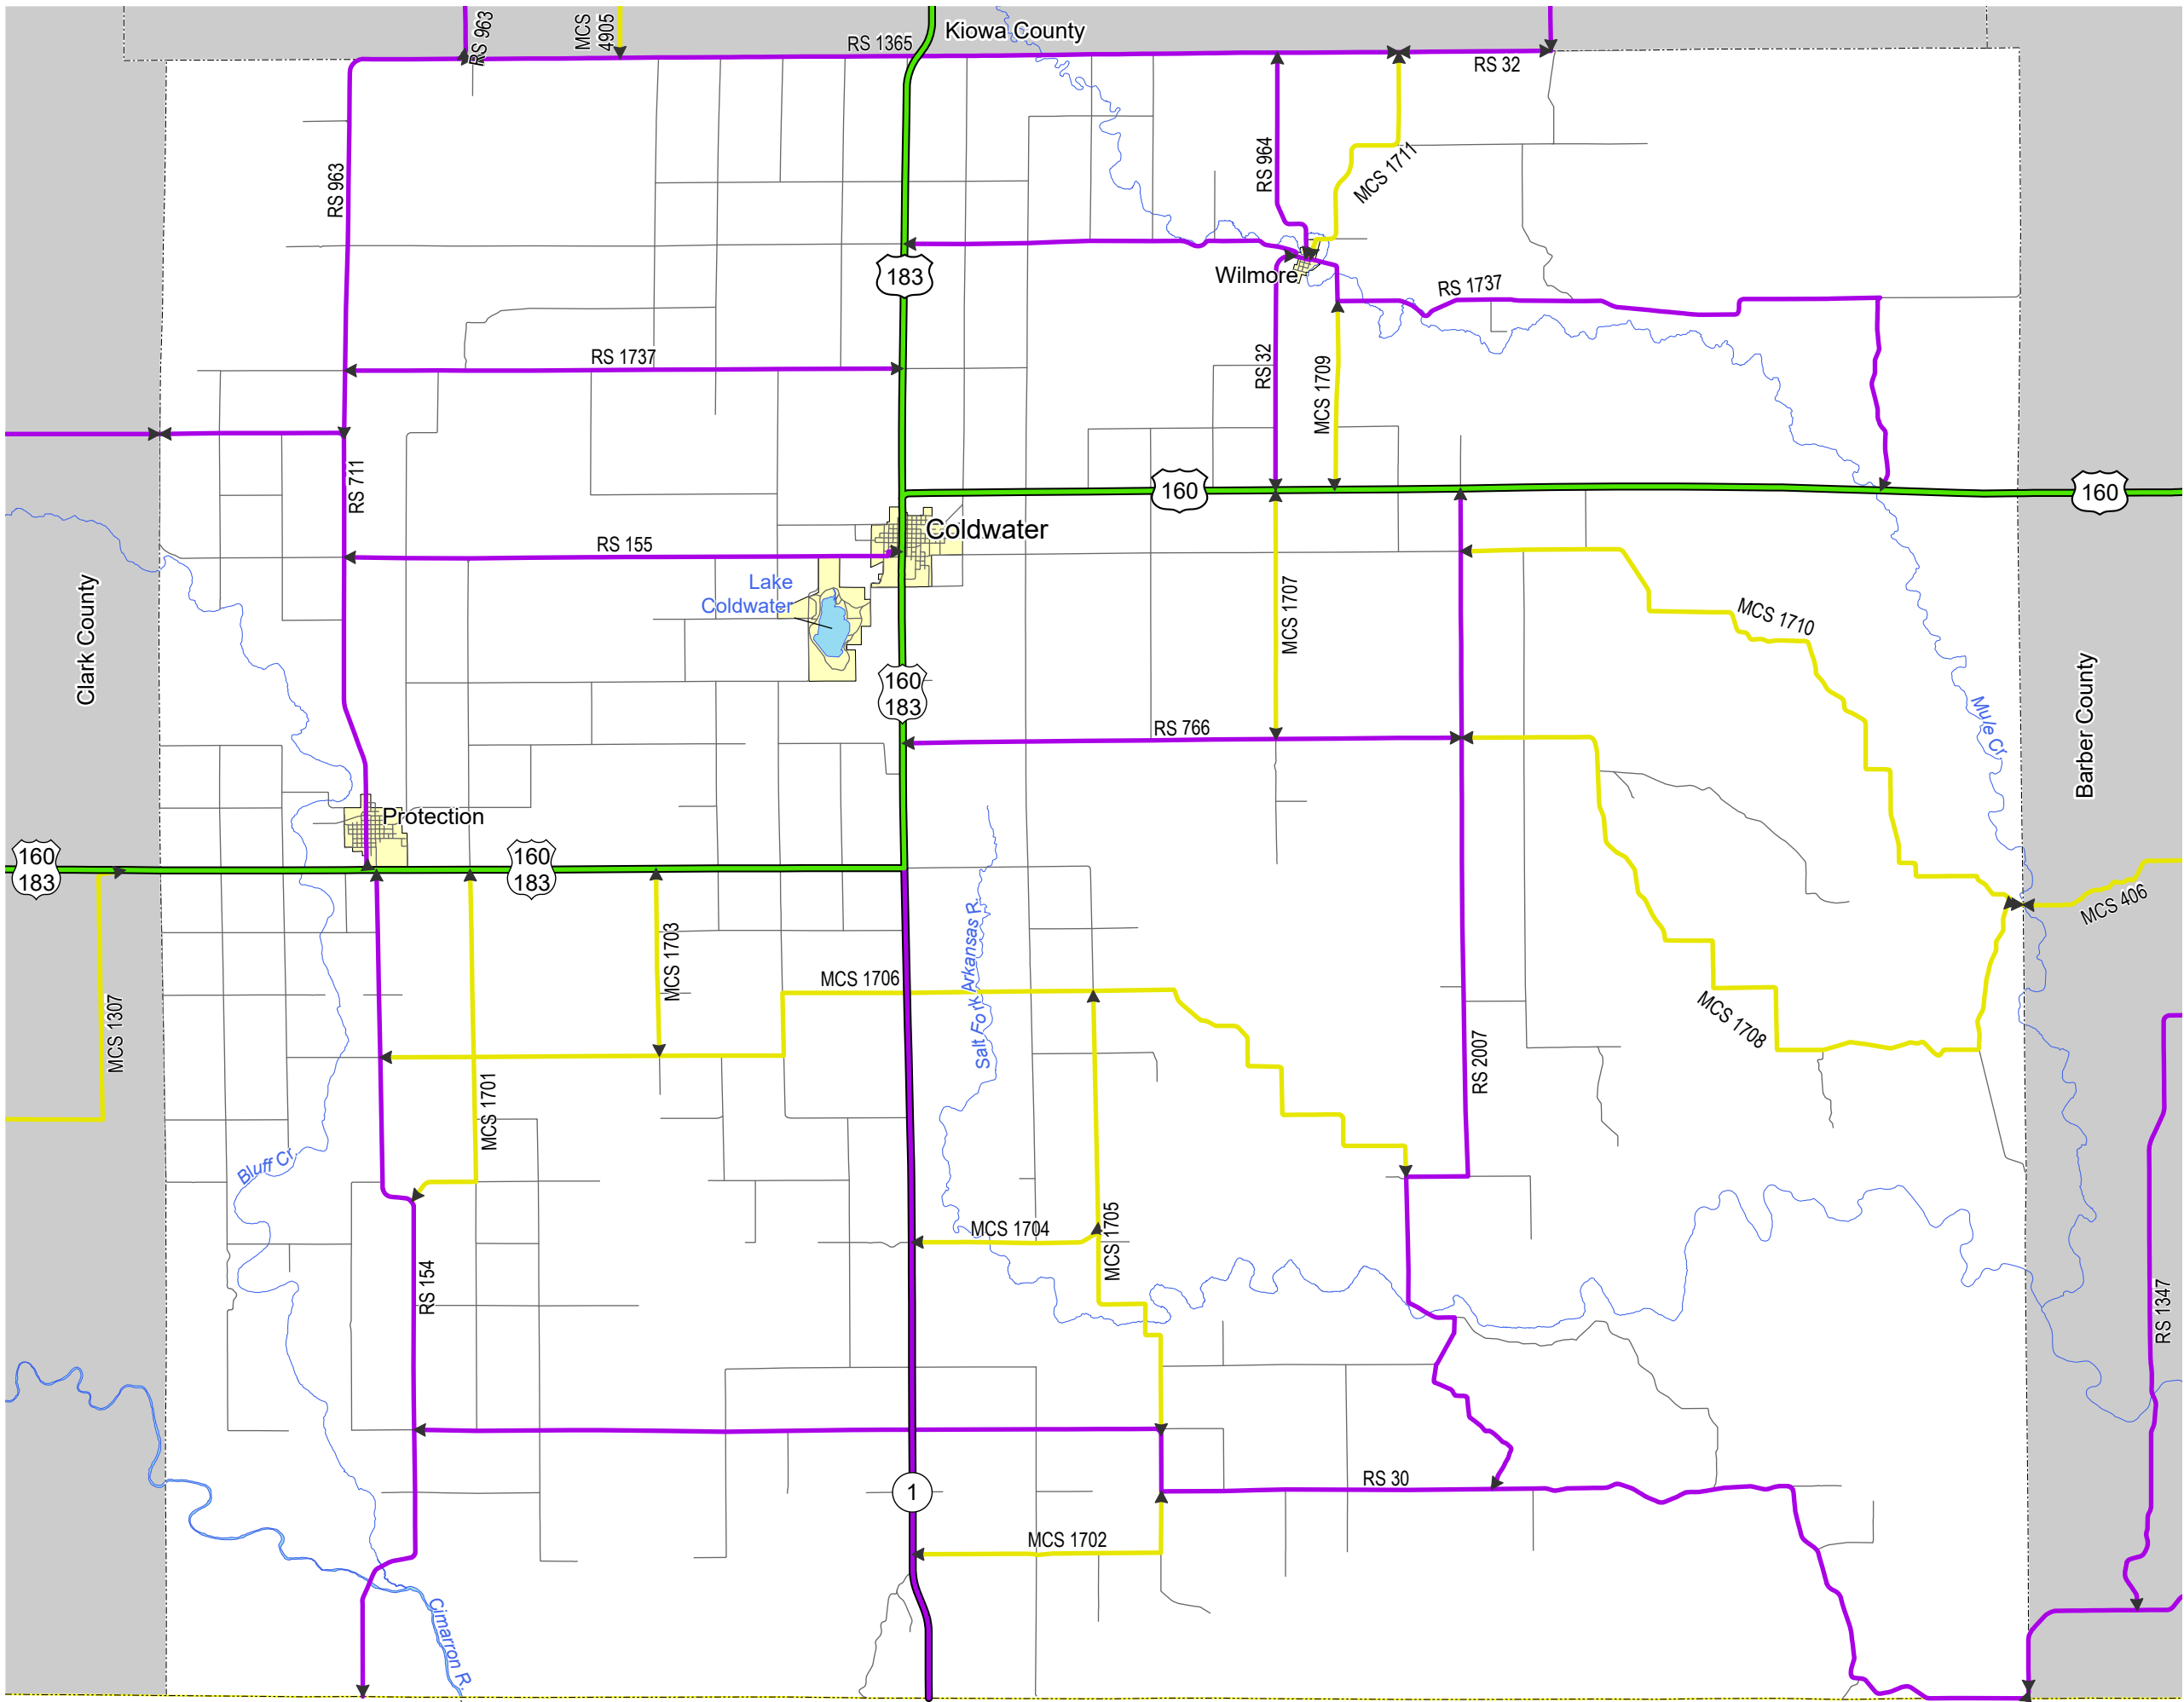 RS 963
MCS
4905
RS 1365
Kiowa County
RS 32
RS 963
RS 964
MCS 1711
183
Wilmore
RS 1737
RS 1737
RS 32
MCS 1709
RS 711
160
160
Coldwater
RS 155
Lake
Coldwater
Clark County
MCS 1707
MCS 1710
160
183
Mule Cr.
Barber County
RS 766
Protection
160
183
160
183
MCS 406
MCS 1703
MCS 1706
Salt Fork Arkansas R.
MCS 1307
MCS 1708
RS 2007
MCS 1701
Bluff Cr.
MCS 1704
MCS 1705
RS 154
RS 1347
RS 30
1
MCS 1702
Cimarron R.